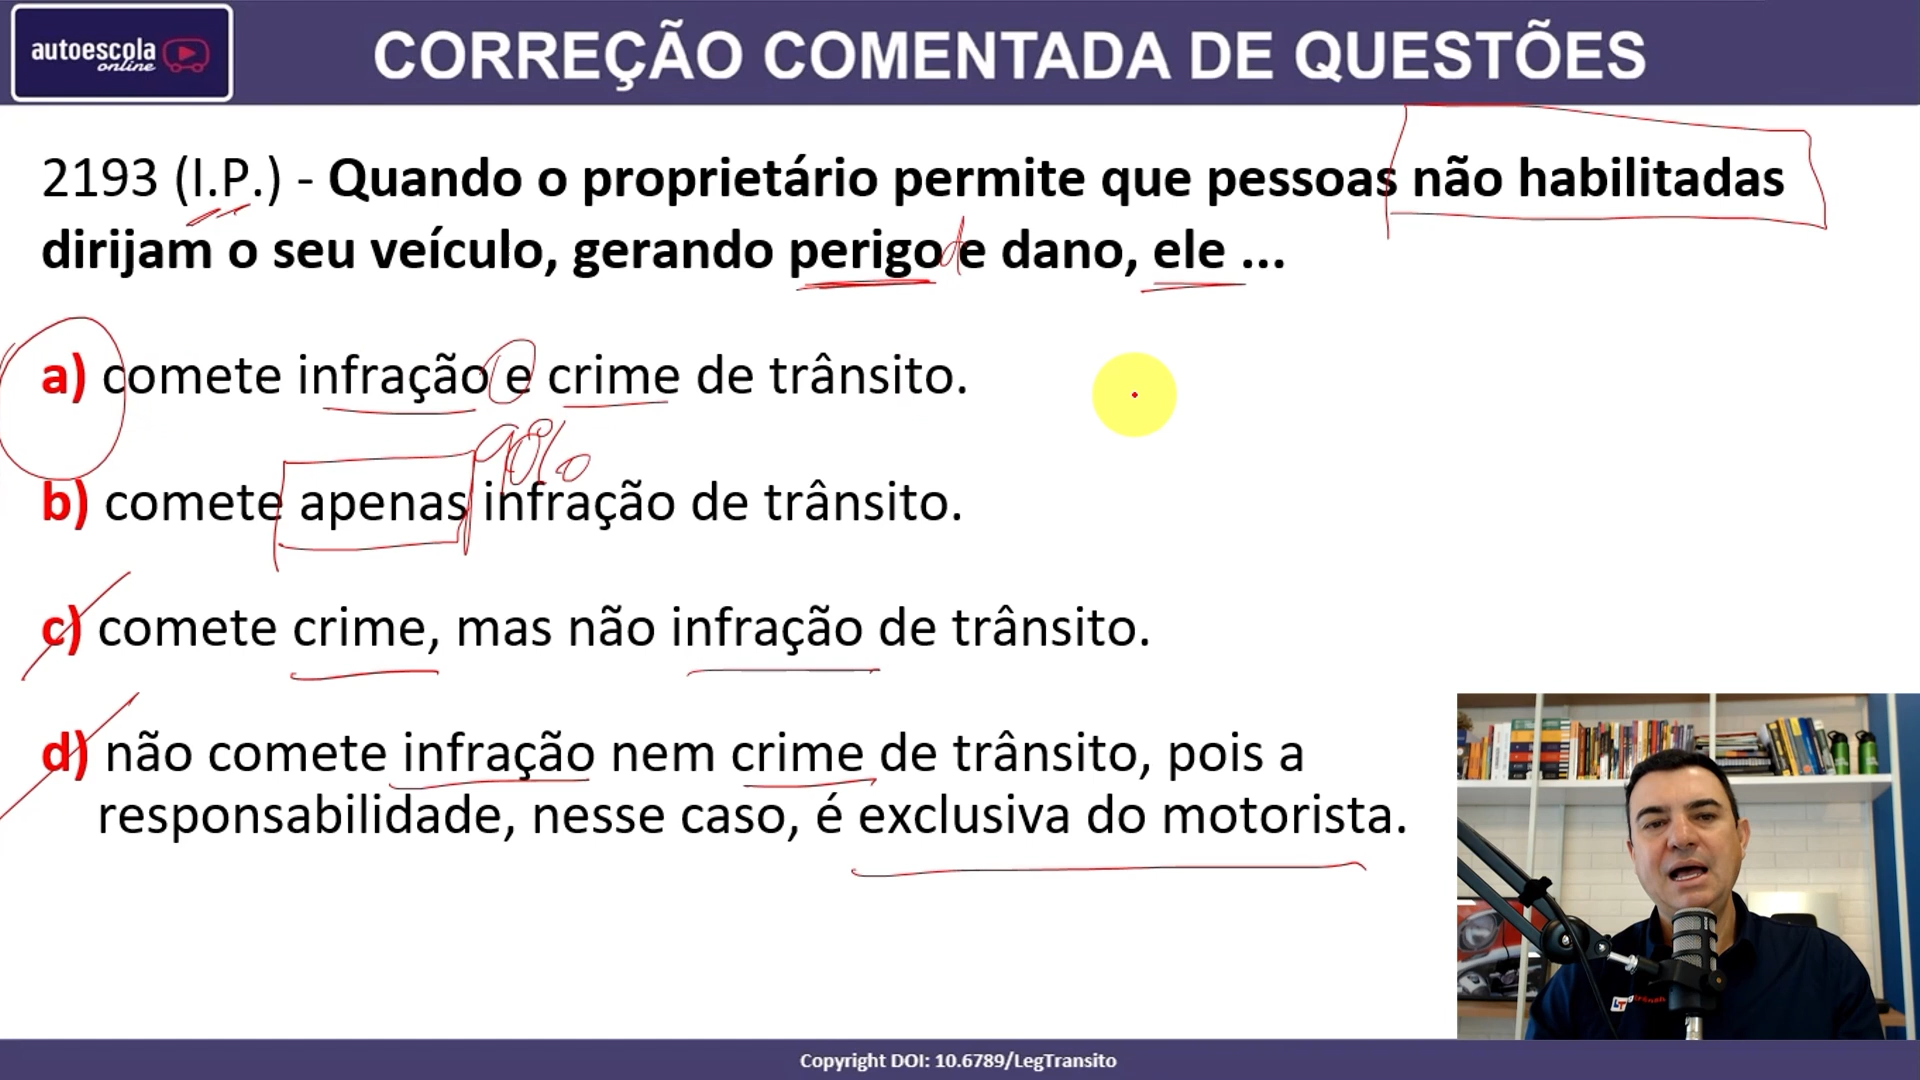 autoescola
online
CORREÇÃO COMENTADA DE QUESTÕES
2193 (I.P.) - Quando o proprietário permite que pessoas não habilitadas
dirijam o seu veículo, gerando perigo d e dano, ele ...
a) comete infração e crime de trânsito.
90%
b) comete apenas infração de trânsito.
c) comete crime, mas não infração de trânsito.
d) não comete infração nem crime de trânsito, pois a
responsabilidade, nesse caso, é exclusiva do motorista.
Copyright DOI: 10.6789/LegTransito